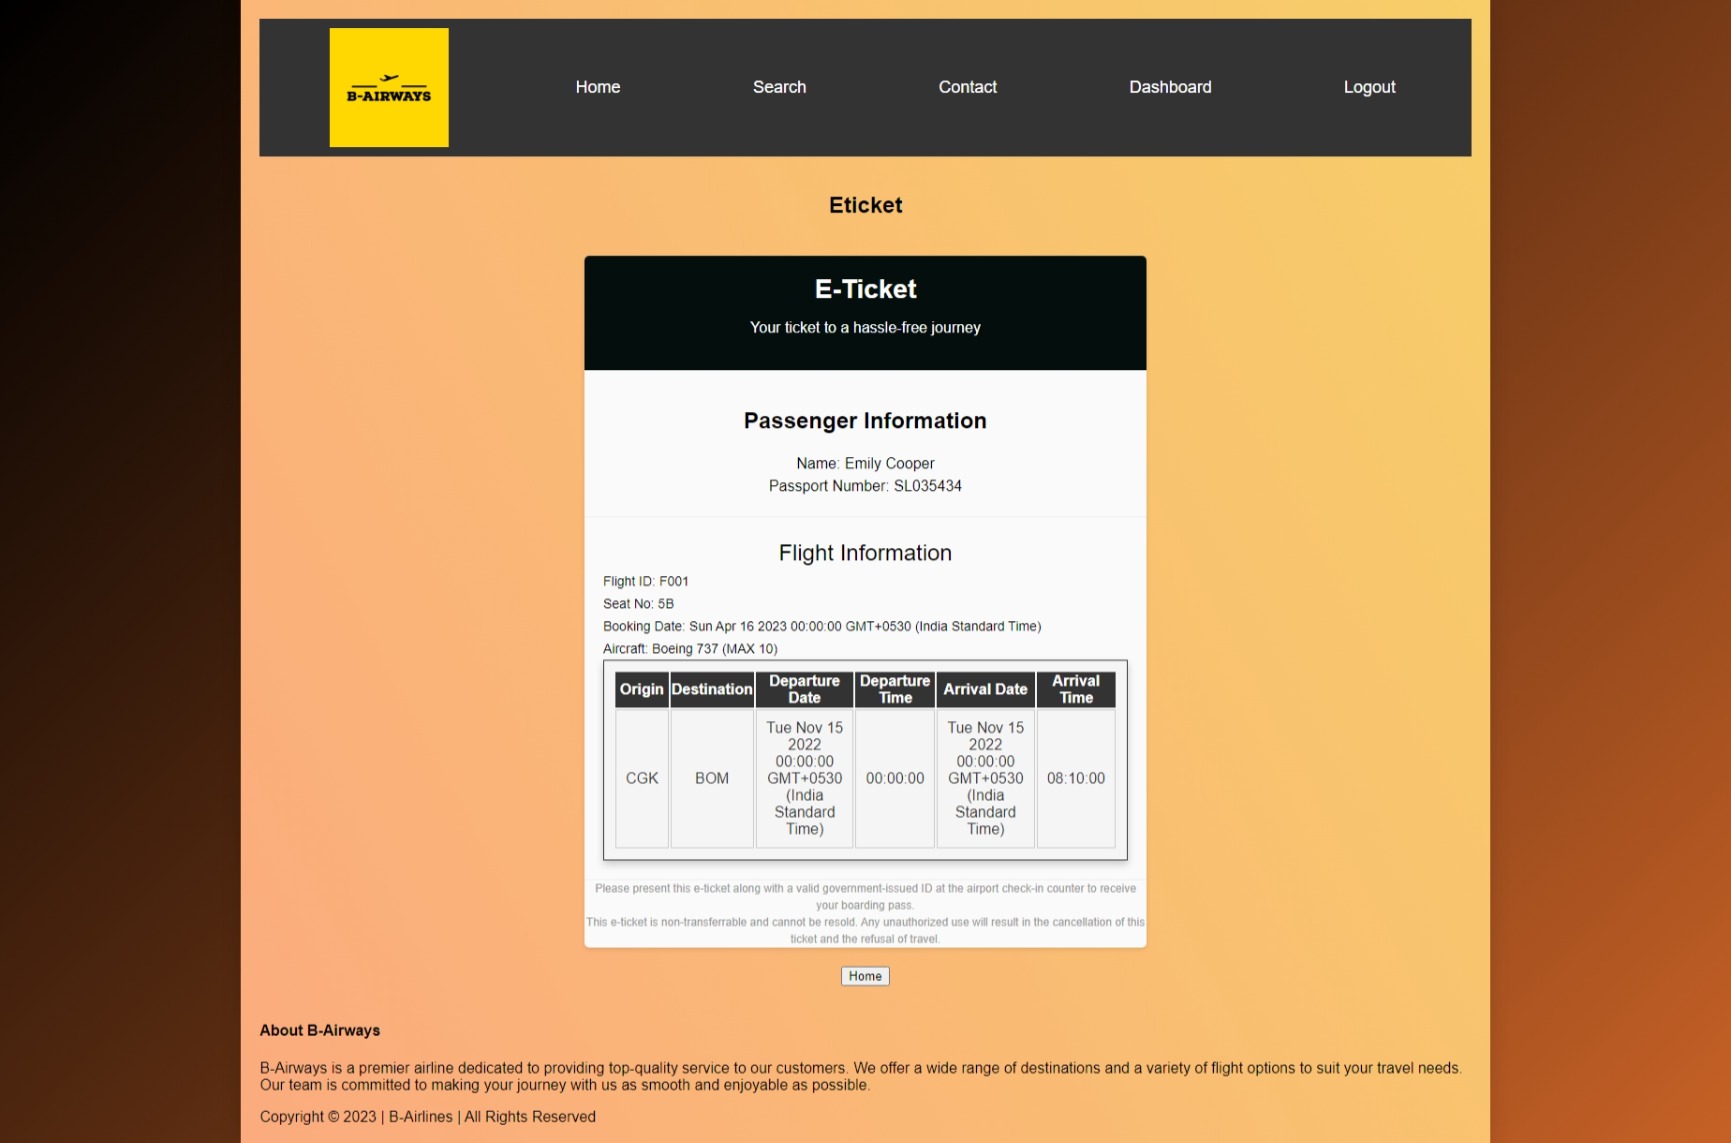 B-AIRWAYS
Home
Search
Contact
Dashboard
Logout
Eticket
E-Ticket
Your ticket to a hassle-free journey
Passenger Information
Name: Emily Cooper
Passport Number: SL035434
Flight Information
Flight ID: F001
Seat No: 5B
Booking Date: Sun Apr 16 2023 00:00:00 GMT+0530 (India Standard Time)
Aircraft: Boeing 737 (MAX 10)
Origin
Destination
Departure
Date
Departure
Time
Arrival Date
Arrival
Time
CGK
BOM
Tue Nov 15
2022
00:00:00
GMT+0530
(India
Standard
Time)
00:00:00
Tue Nov 15
2022
00:00:00
GMT+0530
(India
Standard
Time)
08:10:00
Please present this e-ticket along with a valid government-issued ID at the airport check-in counter to receive
your boarding pass.
This e-ticket is non-transferrable and cannot be resold. Any unauthorized use will result in the cancellation of this
ticket and the refusal of travel.
Home
About B-Airways
B-Airways is a premier airline dedicated to providing top-quality service to our customers. We offer a wide range of destinations and a variety of flight options to suit your travel needs.
Our team is committed to making your journey with us as smooth and enjoyable as possible.
Copyright © 2023 | B-Airlines | All Rights Reserved